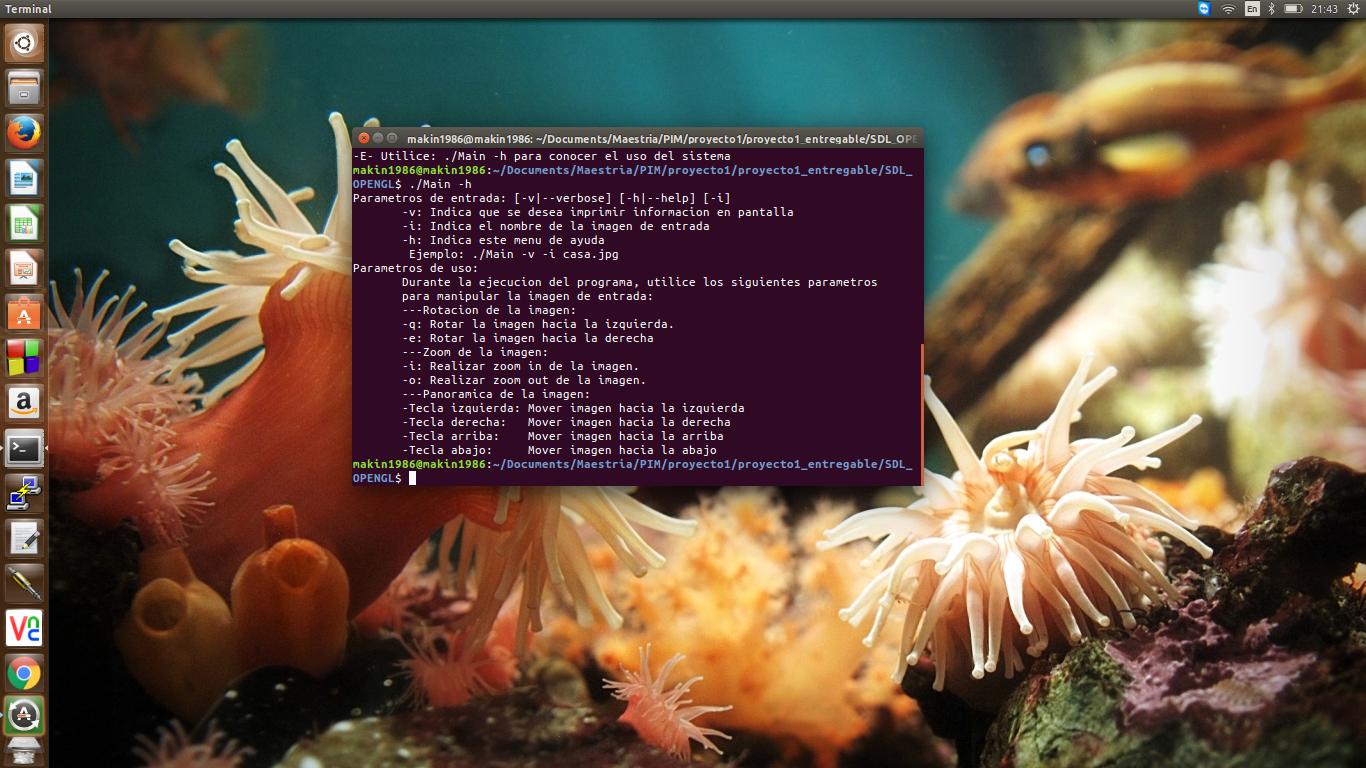 Terminal
En
21:43
makin1986@makin1986: ~/Documents/Maestria/PIM/proyecto1/proyecto1_entregable/SDL_OPE
-E- Utilice: ./Main -h para conocer el uso del sistema
makin1986@makin1986:~/Documents/Maestria/PIM/proyecto1/proyecto1_entregable/SDL_
OPENGL$ ./Main -h
Parametros de entrada: [-v|--verbose] [-h|--help] [-i]
-v: Indica que se desea imprimir informacion en pantalla
-i: Indica el nombre de la imagen de entrada
-h: Indica este menu de ayuda
Ejemplo: ./Main -v -i casa.jpg
Parametros de uso:
Durante la ejecucion del programa, utilice los siguientes parametros
para manipular la imagen de entrada:
---Rotacion de la imagen:
-q: Rotar la imagen hacia la izquierda.
-e: Rotar la imagen hacia la derecha
---Zoom de la imagen:
-i: Realizar zoom in de la imagen.
-o: Realizar zoom out de la imagen.
---Panoramica de la imagen:
-Tecla izquierda: Mover imagen hacia la izquierda
-Tecla derecha: Mover imagen hacia la derecha
-Tecla arriba: Mover imagen hacia la arriba
-Tecla abajo: Mover imagen hacia la abajo
makin1986@makin1986:~/Documents/Maestria/PIM/proyecto1/proyecto1_entregable/SDL_
OPENGL$